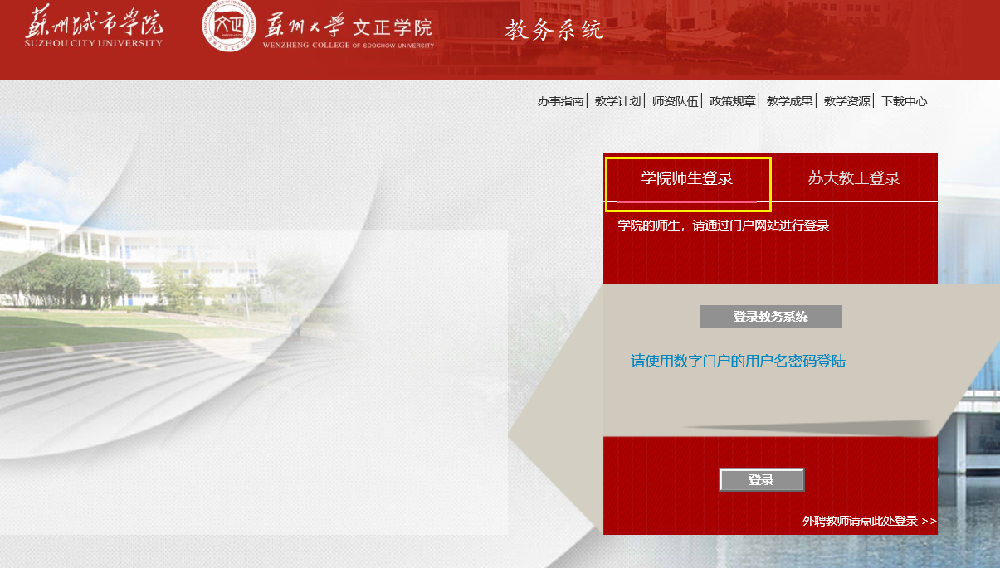 蘇州城市学院
SUZHOU CITY UNIVERSITY
文正
蘇州大學 文正学院
WENZHENG COLLEGE OF SOOCHOW UNIVERSITY
教务系统
办事指南 | 教学计划 | 师资队伍 | 政策规章 | 教学成果 | 教学资源 | 下载中心
学院师生登录 苏大教工登录
学院的师生，请通过门户网站进行登录
登录教务系统
请使用数字门户的用户名密码登陆
登录
外聘教师请点此处登录 >>